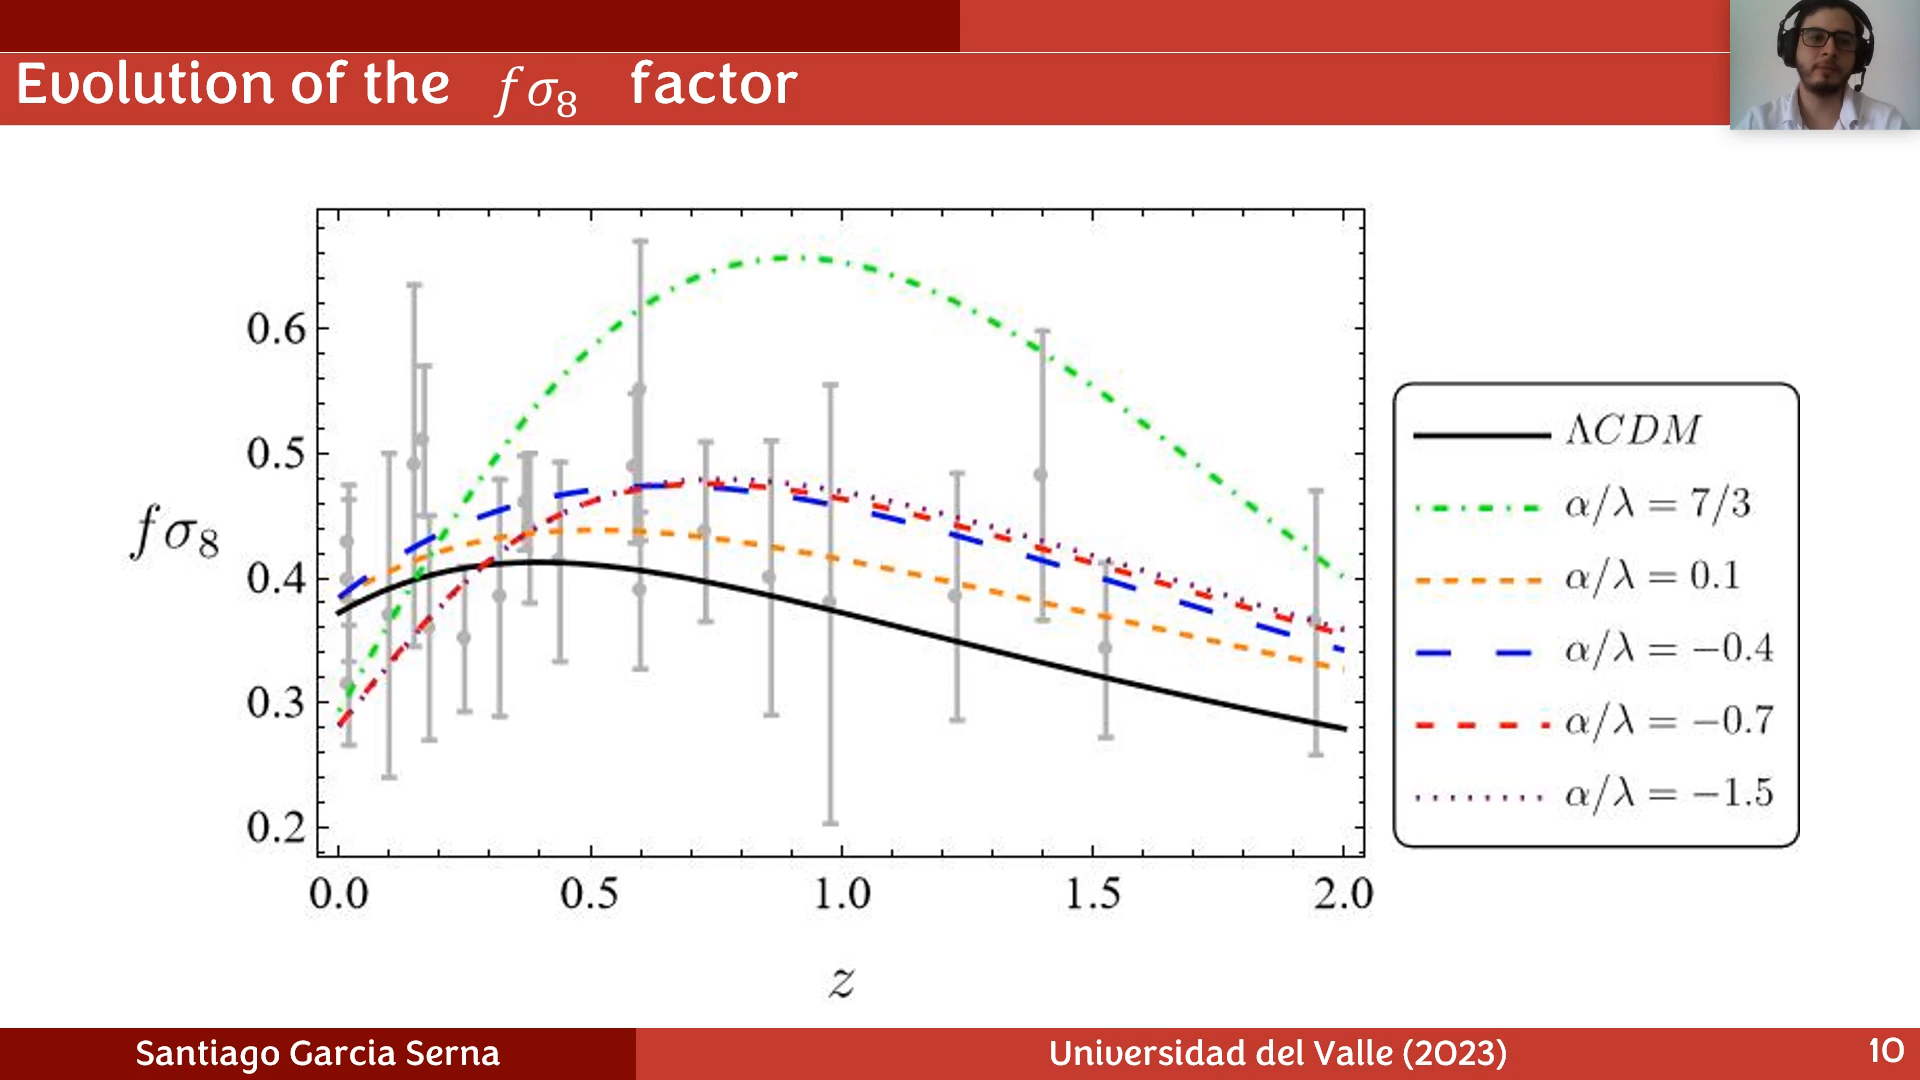 Evolution of the fσ₈ factor
0.6
0.5
fσ₈
0.4
0.3
0.2
0.0 0.5 1.0 1.5 2.0
z
ΛCDM
α/λ = 7/3
α/λ = 0.1
α/λ = −0.4
α/λ = −0.7
α/λ = −1.5
Santiago Garcia Serna Universidad del Valle (2023) 10